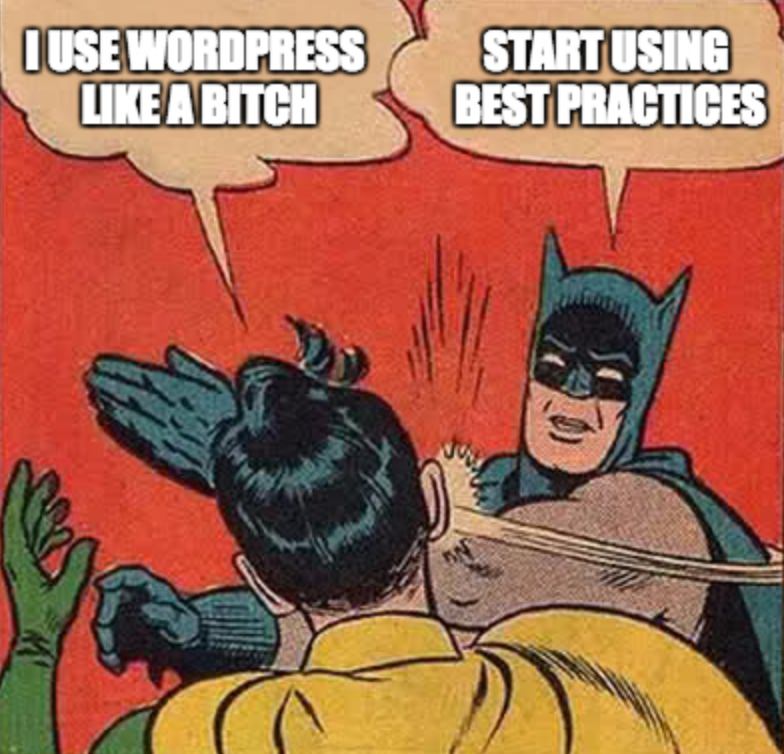 I USE WORDPRESS
LIKE A BITCH
START USING
BEST PRACTICES